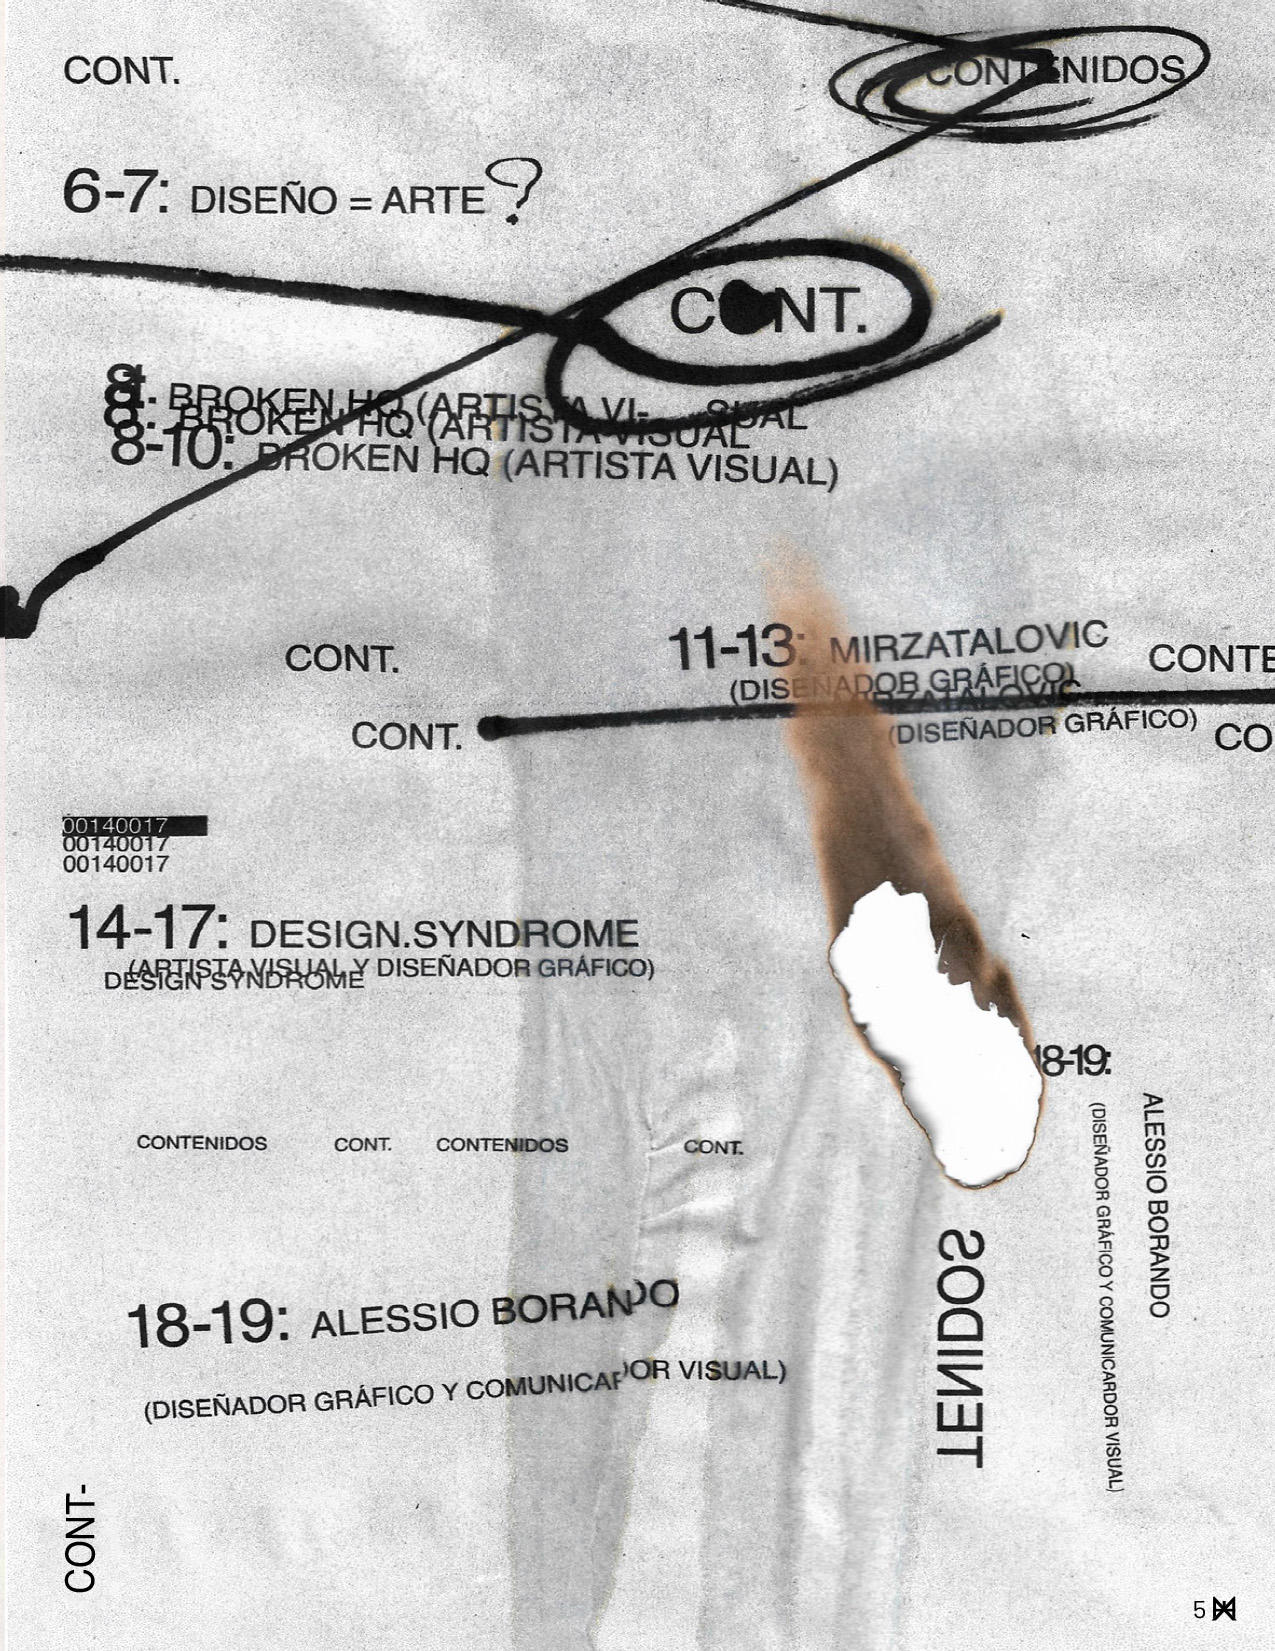 CONT.
CONTENIDOS
6-7: DISEÑO = ARTE?
CONT.
8-10: BROKEN HQ (ARTISTA VI- SUAL
BROKEN HQ (ARTISTA VISUAL
8-10: BROKEN HQ (ARTISTA VISUAL)
11-13: MIRZATALOVIC
(DISEÑADOR GRÁFICO)
MIRZATALOVIC
(DISEÑADOR GRÁFICO)
CONT.
CONTE
CONT.
CO
00140017
00140017
00140017
14-17: DESIGN.SYNDROME
(ARTISTA VISUAL Y DISEÑADOR GRÁFICO)
DESIGN SYNDROME
18-19:
ALESSIO BORANDO
(DISEÑADOR GRÁFICO Y COMUNICARDOR VISUAL)
CONTENIDOS CONT. CONTENIDOS CONT.
TENIDOS
18-19: ALESSIO BORANDO
(DISEÑADOR GRÁFICO Y COMUNICADOR VISUAL)
CONT-
5